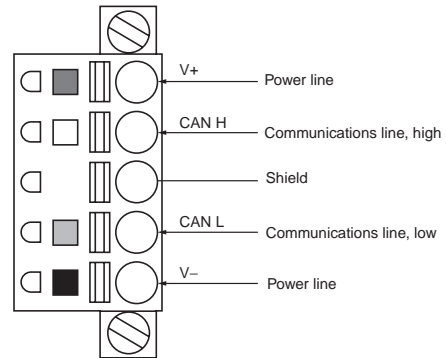 V+
Power line
CAN H
Communications line, high
Shield
CAN L
Communications line, low
V−
Power line